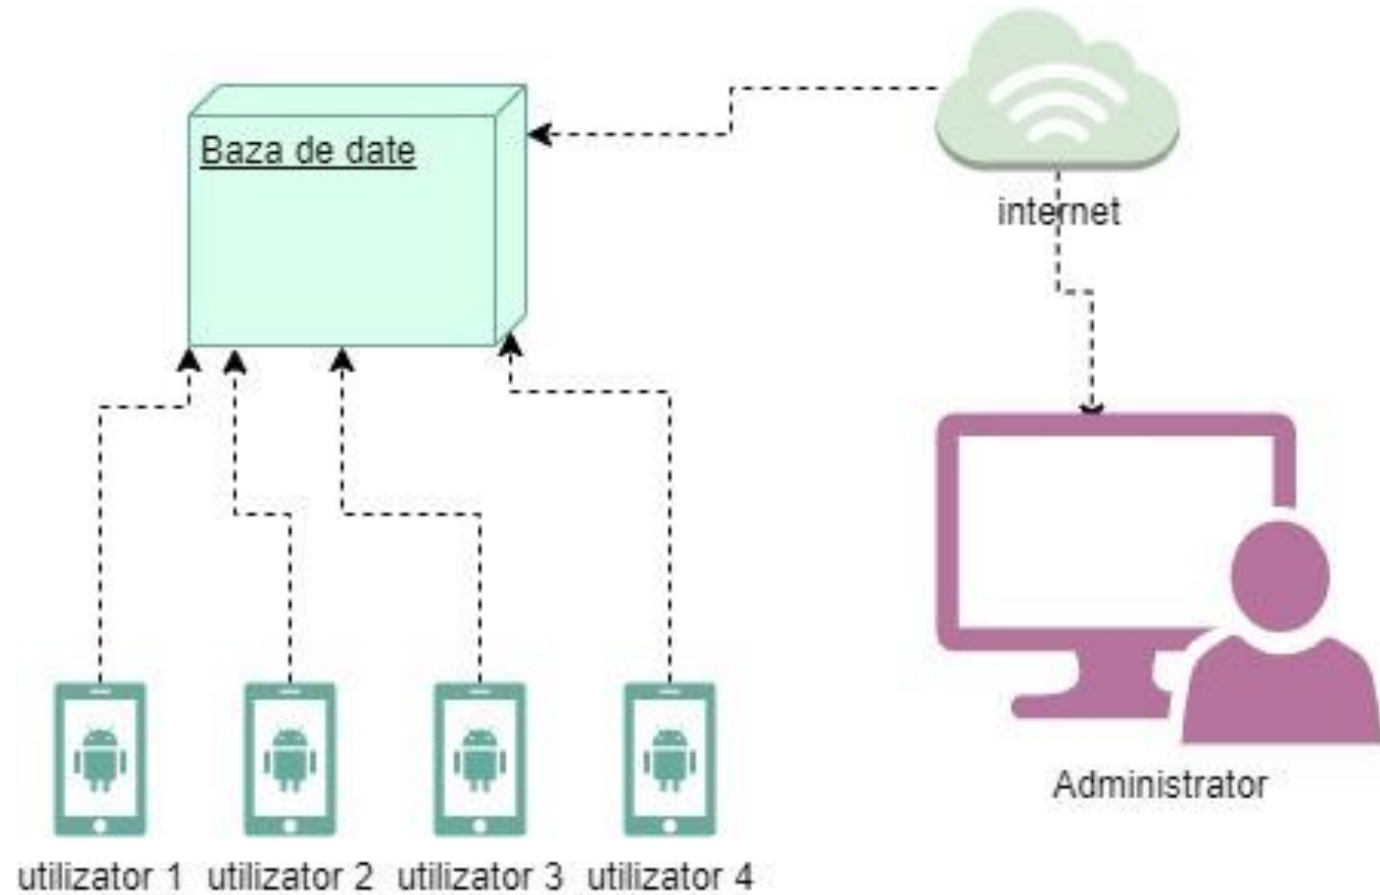 Baza de date
internet
Administrator
utilizator 1
utilizator 2
utilizator 3
utilizator 4